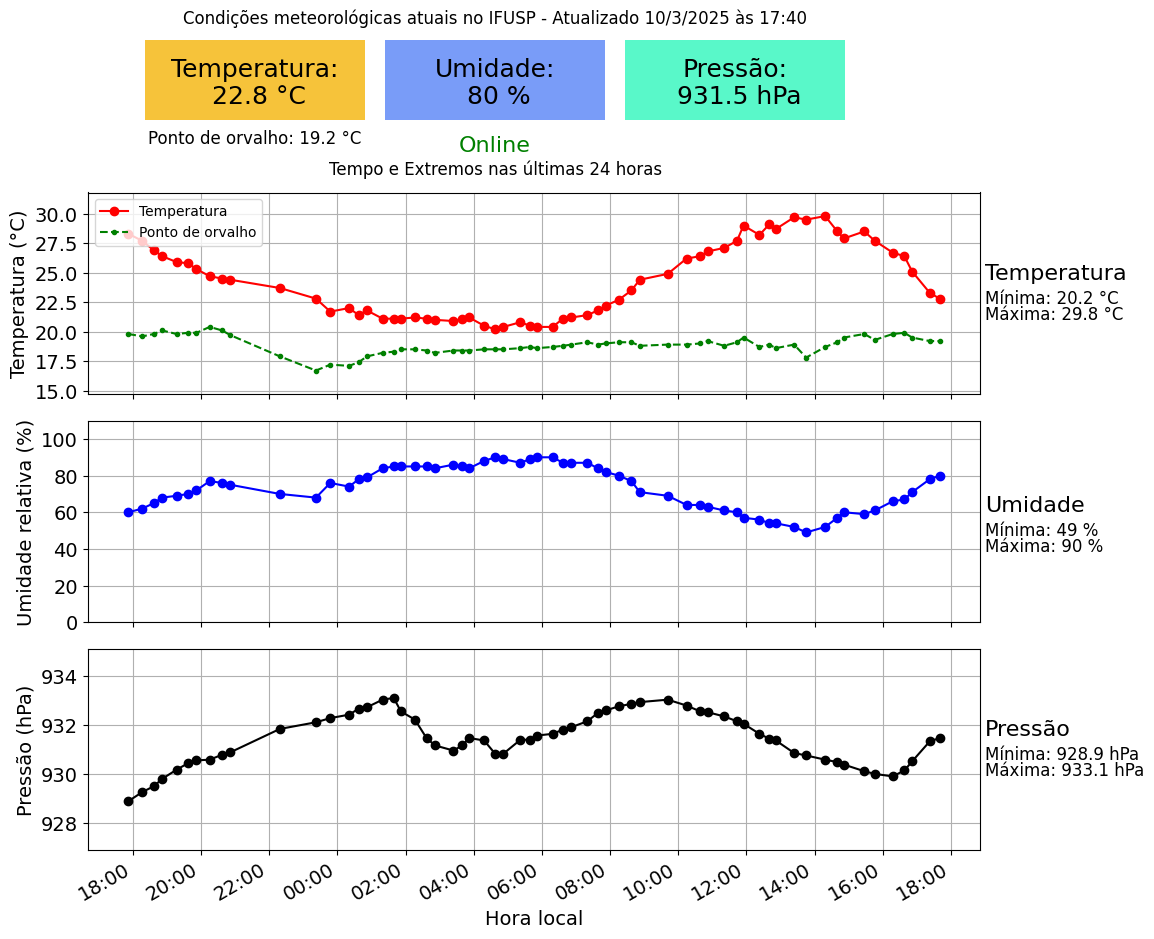 Condições meteorológicas atuais no IFUSP - Atualizado 10/3/2025 às 17:40
Temperatura:
22.8 °C
Umidade:
80 %
Pressão:
931.5 hPa
Ponto de orvalho: 19.2 °C
Online
Tempo e Extremos nas últimas 24 horas
Temperatura (°C)
30.0
27.5
25.0
22.5
20.0
17.5
15.0
Temperatura
Ponto de orvalho
Temperatura
Mínima: 20.2 °C
Máxima: 29.8 °C
Umidade relativa (%)
100
80
60
40
20
0
Umidade
Mínima: 49 %
Máxima: 90 %
Pressão (hPa)
934
932
930
928
Pressão
Mínima: 928.9 hPa
Máxima: 933.1 hPa
18:00 20:00 22:00 00:00 02:00 04:00 06:00 08:00 10:00 12:00 14:00 16:00 18:00
Hora local